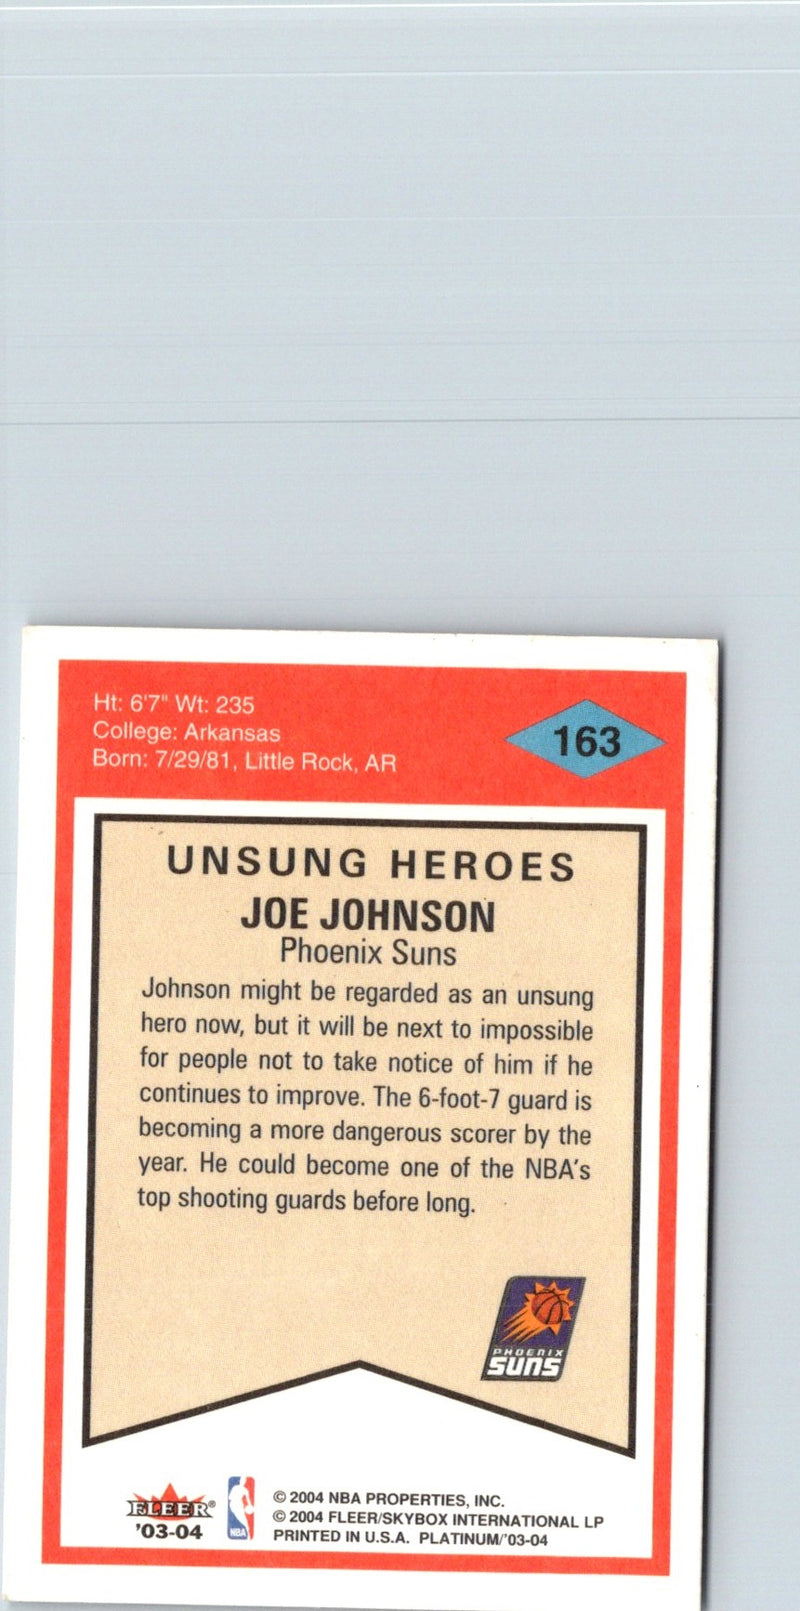 Ht: 6'7" Wt: 235
College: Arkansas
Born: 7/29/81, Little Rock, AR
163
UNSUNG HEROES
JOE JOHNSON
Phoenix Suns
Johnson might be regarded as an unsung
hero now, but it will be next to impossible
for people not to take notice of him if he
continues to improve. The 6-foot-7 guard is
becoming a more dangerous scorer by the
year. He could become one of the NBA's
top shooting guards before long.
PHOENIX
SUNS
FLEER®
'03-04
NBA
© 2004 NBA PROPERTIES, INC.
© 2004 FLEER/SKYBOX INTERNATIONAL LP
PRINTED IN U.S.A. PLATINUM/'03-04